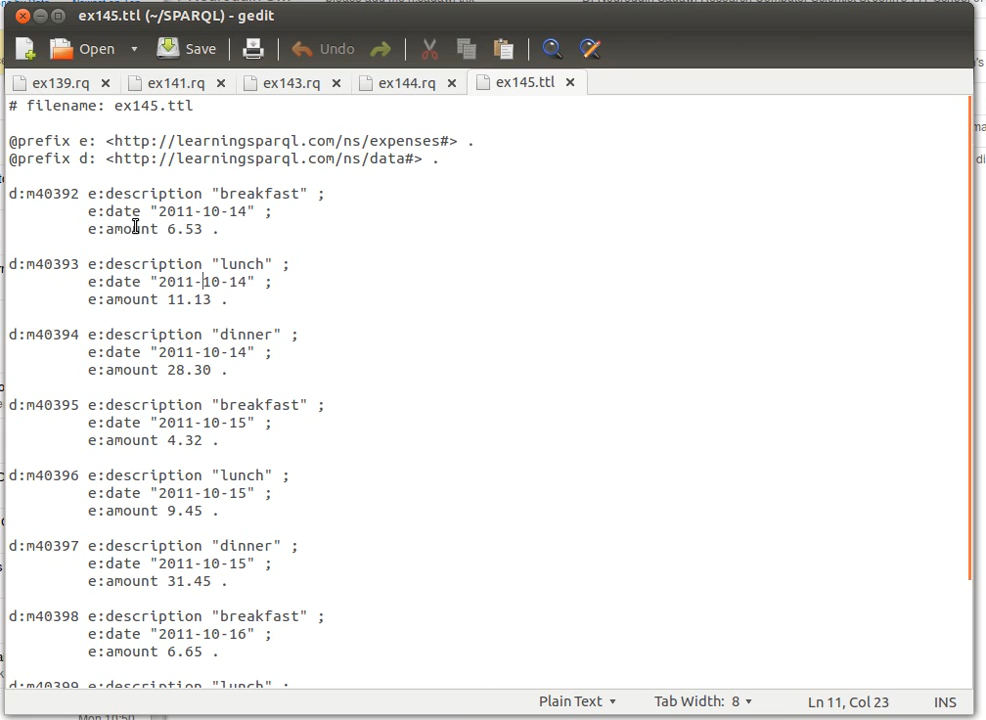 ex145.ttl (~/SPARQL) - gedit
Open Save Undo
ex139.rq ex141.rq ex143.rq ex144.rq ex145.ttl
# filename: ex145.ttl
@prefix e: <http://learningsparql.com/ns/expenses#> .
@prefix d: <http://learningsparql.com/ns/data#> .
d:m40392 e:description "breakfast" ;
e:date "2011-10-14" ;
e:amount 6.53 .
d:m40393 e:description "lunch" ;
e:date "2011-10-14" ;
e:amount 11.13 .
d:m40394 e:description "dinner" ;
e:date "2011-10-14" ;
e:amount 28.30 .
d:m40395 e:description "breakfast" ;
e:date "2011-10-15" ;
e:amount 4.32 .
d:m40396 e:description "lunch" ;
e:date "2011-10-15" ;
e:amount 9.45 .
d:m40397 e:description "dinner" ;
e:date "2011-10-15" ;
e:amount 31.45 .
d:m40398 e:description "breakfast" ;
e:date "2011-10-16" ;
e:amount 6.65 .
d:m40399 e:description "lunch" ;
Plain Text Tab Width: 8 Ln 11, Col 23 INS